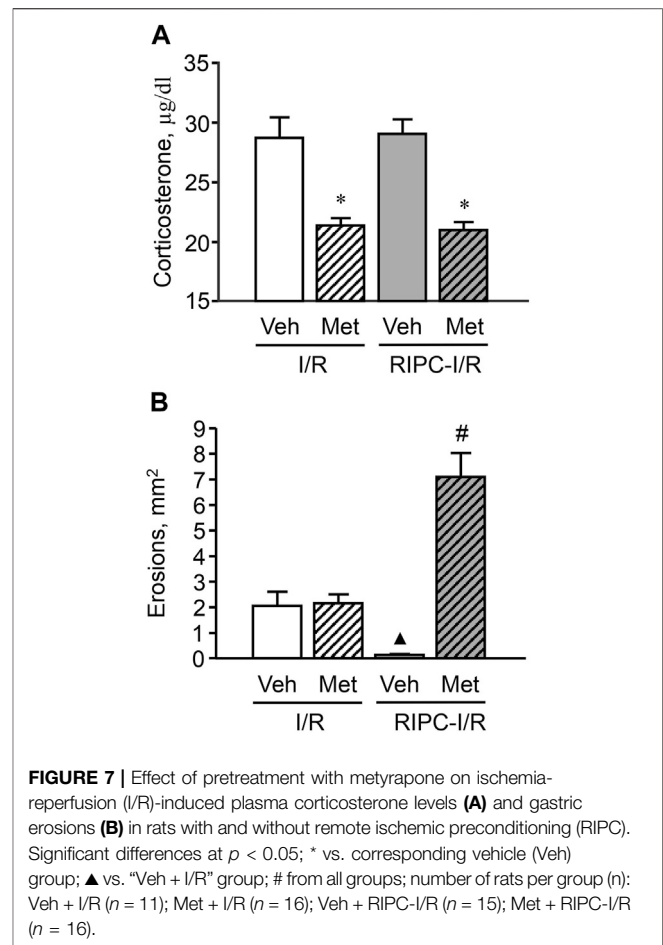 A
Corticosterone, µg/dl
35
30
25
20
15
*
*
Veh Met Veh Met
I/R RIPC-I/R
B
Erosions, mm²
9
8
7
6
5
4
3
2
1
0
▲
#
Veh Met Veh Met
I/R RIPC-I/R
FIGURE 7 | Effect of pretreatment with metyrapone on ischemia-
reperfusion (I/R)-induced plasma corticosterone levels (A) and gastric
erosions (B) in rats with and without remote ischemic preconditioning (RIPC).
Significant differences at p < 0.05; * vs. corresponding vehicle (Veh)
group; ▲ vs. “Veh + I/R” group; # from all groups; number of rats per group (n):
Veh + I/R (n = 11); Met + I/R (n = 16); Veh + RIPC-I/R (n = 15); Met + RIPC-I/R
(n = 16).